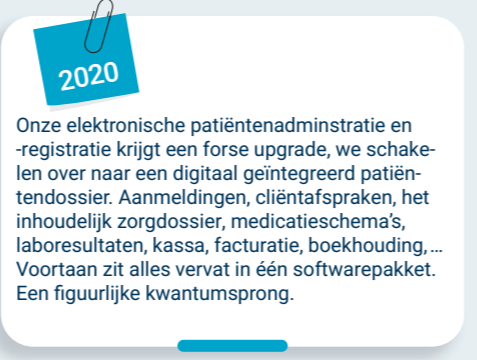 2020
Onze elektronische patiëntenadminstratie en
-registratie krijgt een forse upgrade, we schake-
len over naar een digitaal geïntegreerd patiën-
tendossier. Aanmeldingen, cliëntafspraken, het
inhoudelijk zorgdossier, medicatieschema’s,
laboresultaten, kassa, facturatie, boekhouding, ...
Voortaan zit alles vervat in één softwarepakket.
Een figuurlijke kwantumsprong.